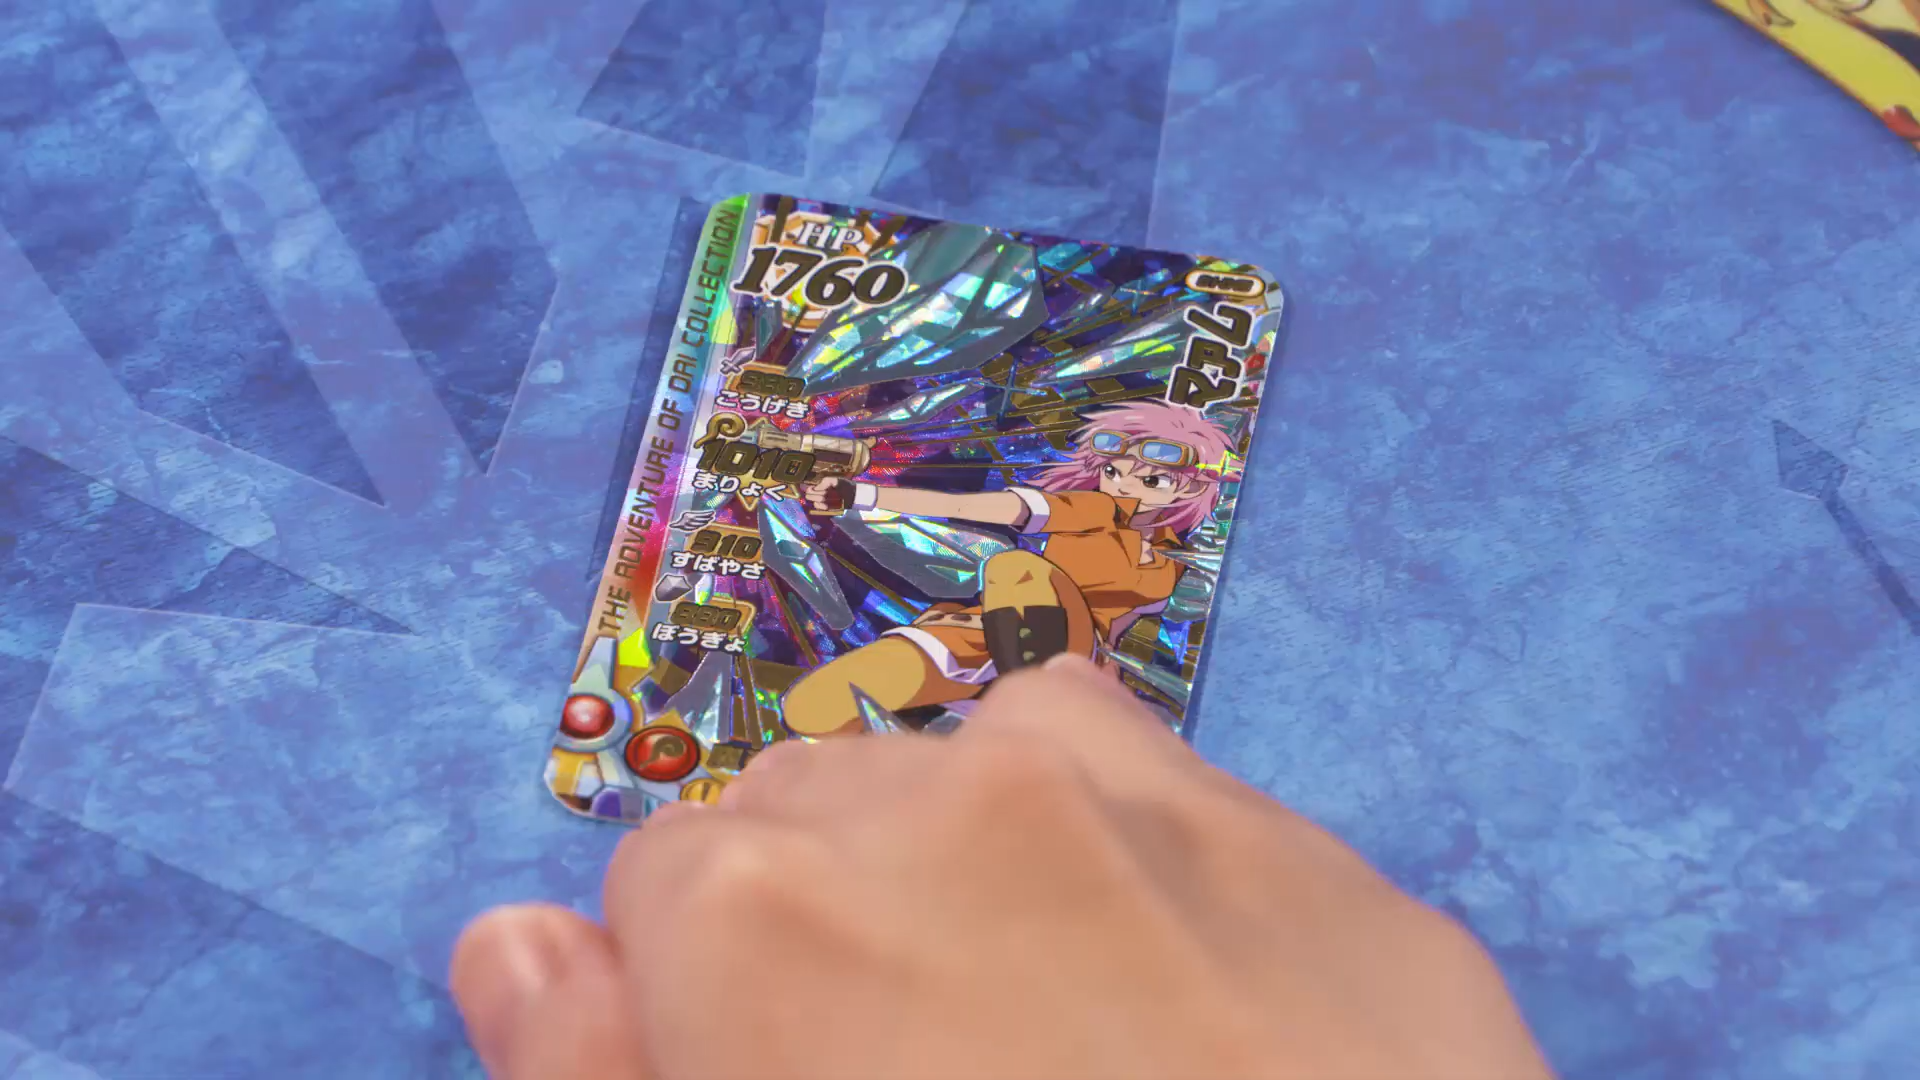 THE ADVENTURE OF DAI COLLECTION
HP
1760
マァム
こうげき
1010
まりょく
910
すばやさ
ぼうぎょ